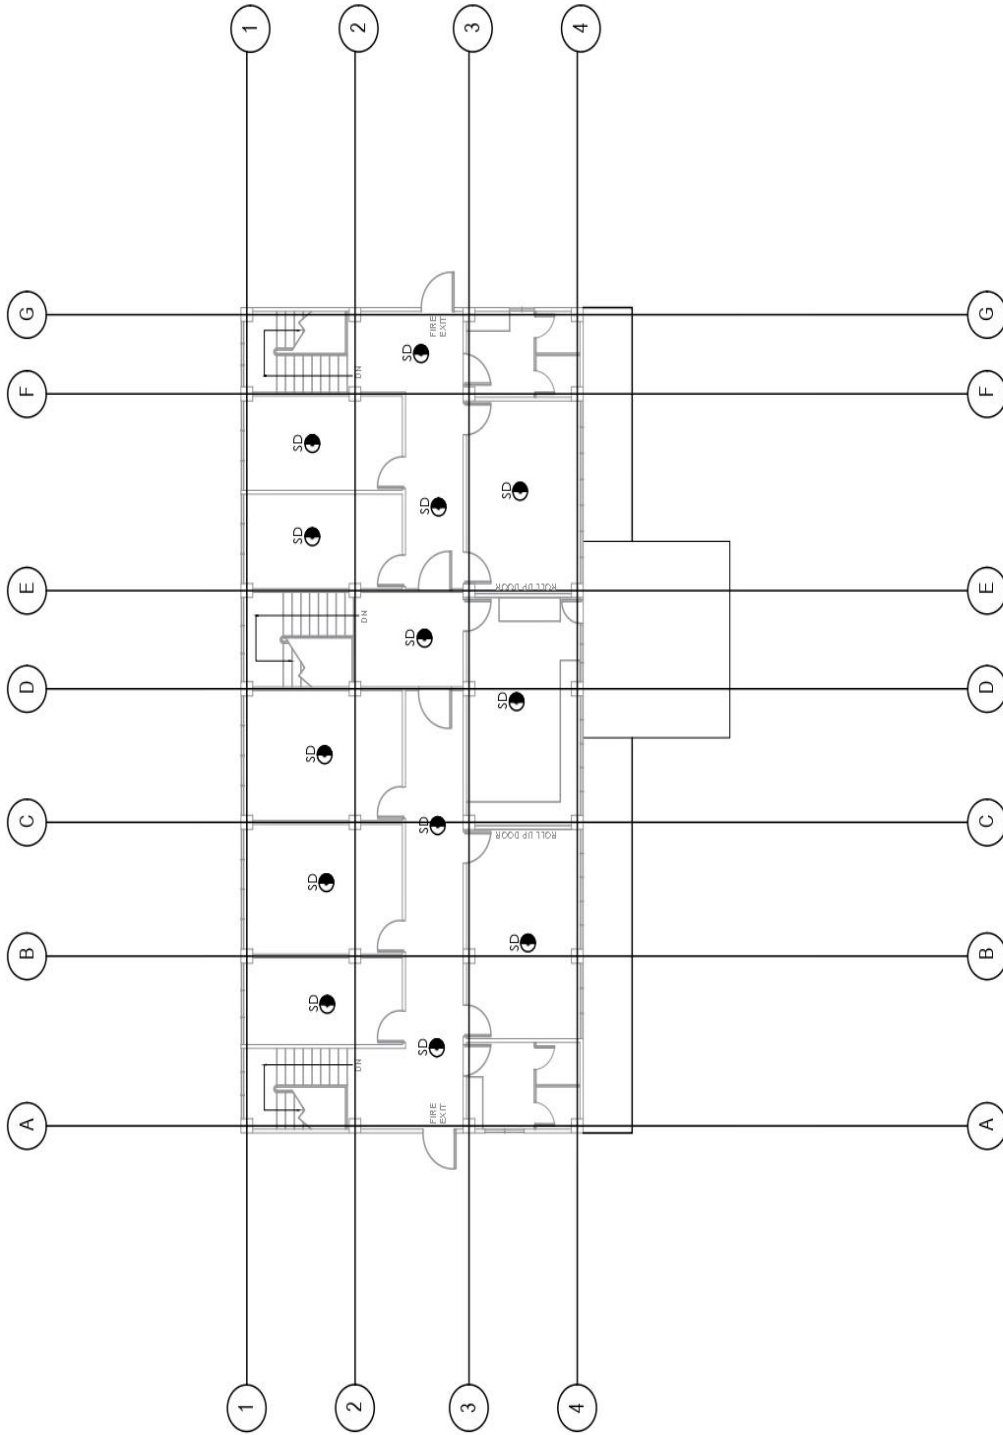 A B C D E F G
1 1
SD SD SD SD SD
2 2
DN DN DN
SD SD SD SD SD
FIRE EXIT
FIRE EXIT
3 3
ROLL UP DOOR
ROLL UP DOOR
SD SD SD
4 4
A B C D E F G